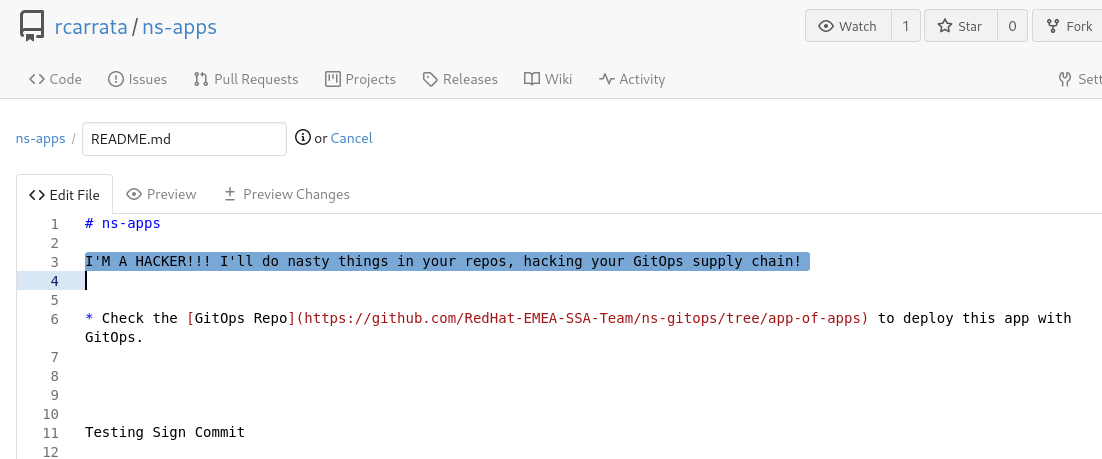 rcarrata / ns-apps
Watch 1 Star 0 Fork
Code Issues Pull Requests Projects Releases Wiki Activity Sett
ns-apps / README.md or Cancel
Edit File Preview Preview Changes
1 # ns-apps
2
3 I'M A HACKER!!! I'll do nasty things in your repos, hacking your GitOps supply chain!
4
5
6 * Check the [GitOps Repo](https://github.com/RedHat-EMEA-SSA-Team/ns-gitops/tree/app-of-apps) to deploy this app with
GitOps.
7
8
9
10
11 Testing Sign Commit
12